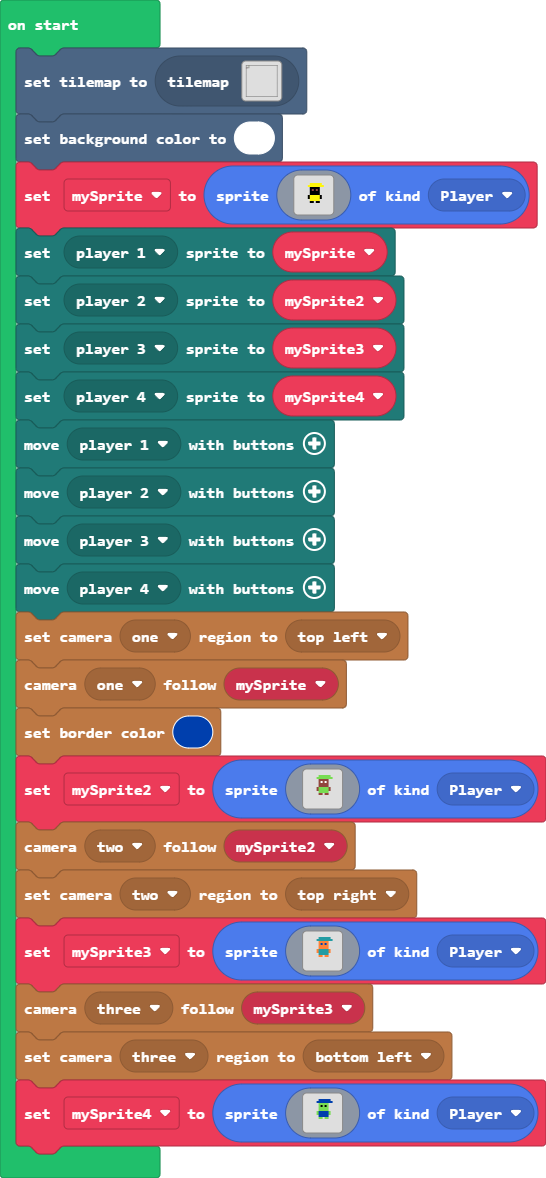 on start
set tilemap to tilemap
set background color to
set mySprite to sprite of kind Player
set player 1 sprite to mySprite
set player 2 sprite to mySprite2
set player 3 sprite to mySprite3
set player 4 sprite to mySprite4
move player 1 with buttons
move player 2 with buttons
move player 3 with buttons
move player 4 with buttons
set camera one region to top left
camera one follow mySprite
set border color
set mySprite2 to sprite of kind Player
camera two follow mySprite2
set camera two region to top right
set mySprite3 to sprite of kind Player
camera three follow mySprite3
set camera three region to bottom left
set mySprite4 to sprite of kind Player